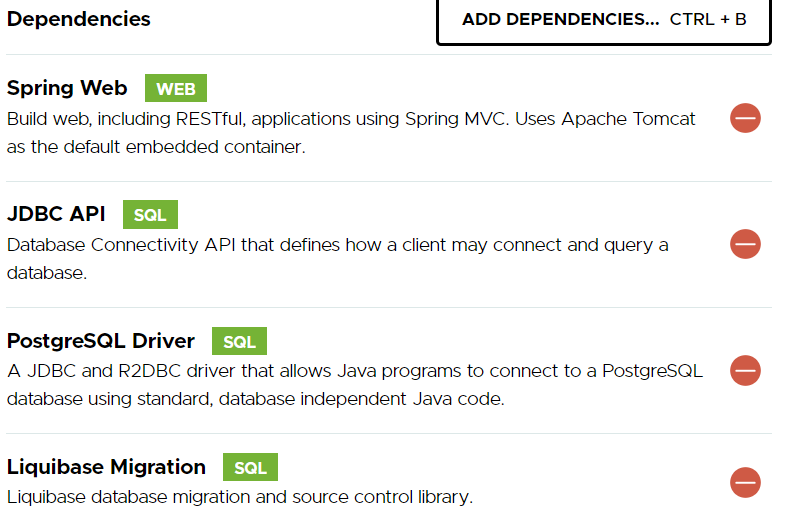 Dependencies
ADD DEPENDENCIES... CTRL + B
Spring Web WEB
Build web, including RESTful, applications using Spring MVC. Uses Apache Tomcat
as the default embedded container.
JDBC API SQL
Database Connectivity API that defines how a client may connect and query a
database.
PostgreSQL Driver SQL
A JDBC and R2DBC driver that allows Java programs to connect to a PostgreSQL
database using standard, database independent Java code.
Liquibase Migration SQL
Liquibase database migration and source control library.